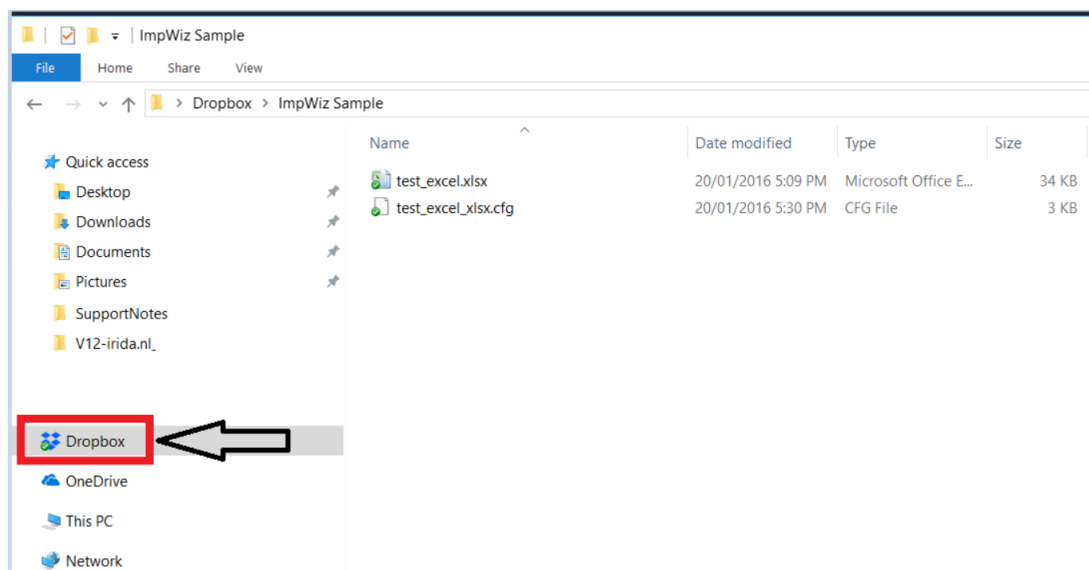 ImpWiz Sample
File Home Share View
Dropbox ImpWiz Sample
Name Date modified Type Size
Quick access
test_excel.xlsx 20/01/2016 5:09 PM Microsoft Office E... 34 KB
Desktop
test_excel_xlsx.cfg 20/01/2016 5:30 PM CFG File 3 KB
Downloads
Documents
Pictures
SupportNotes
V12-irida.nl_
Dropbox
OneDrive
This PC
Network